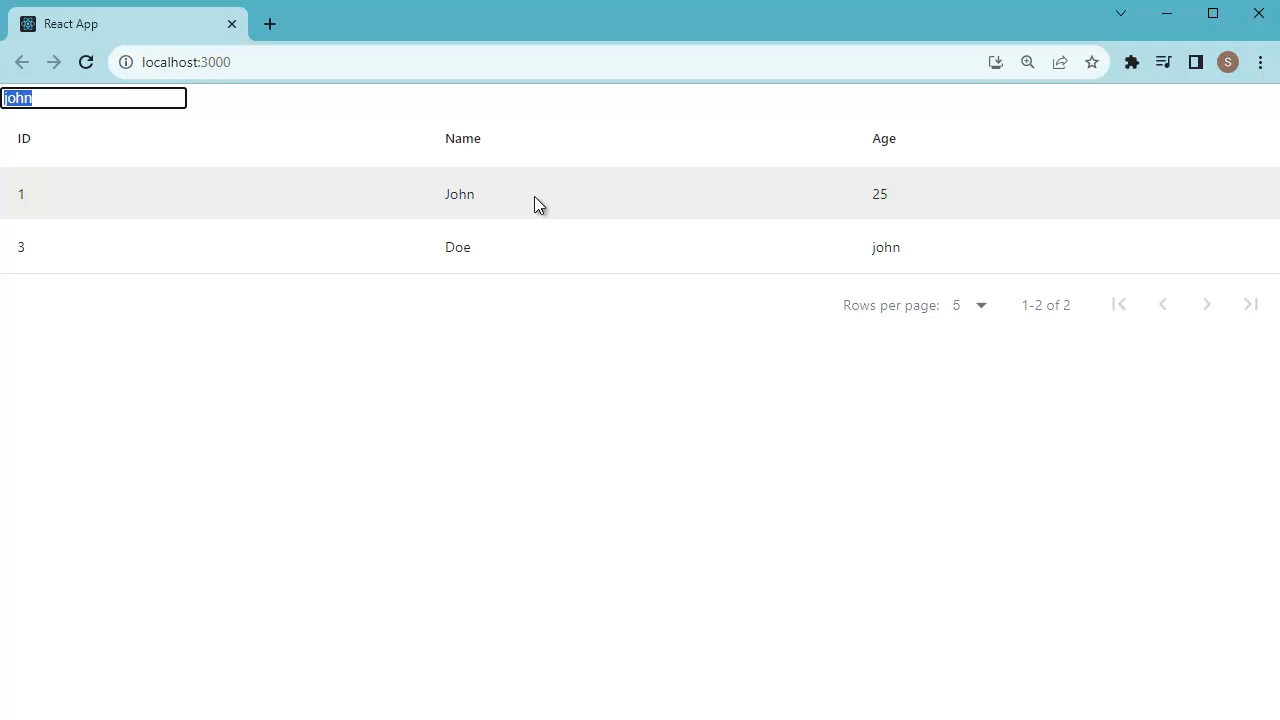 React App
localhost:3000
S
john
ID Name Age
1 John 25
3 Doe john
Rows per page: 5 1-2 of 2